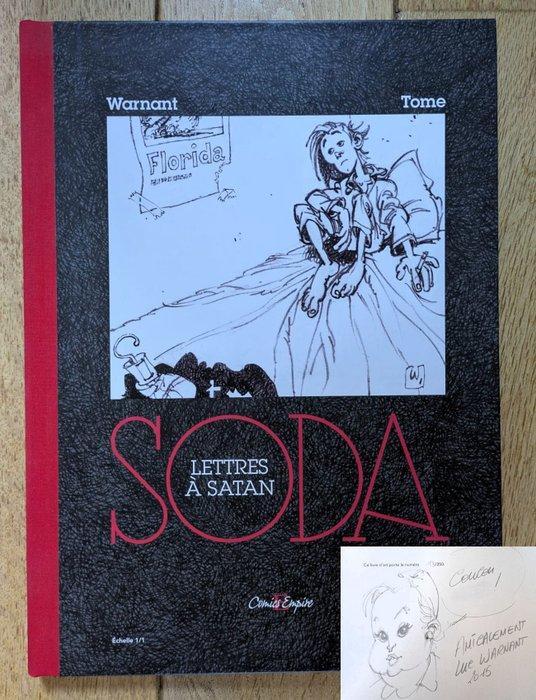 Warnant Tome
Florida
SODA
LETTRES
À SATAN
Comics Empire
Échelle 1/1
Ce livre d'art porte le numéro /350
Coucou!
AMICALEMENT
LUC WARNANT
2015